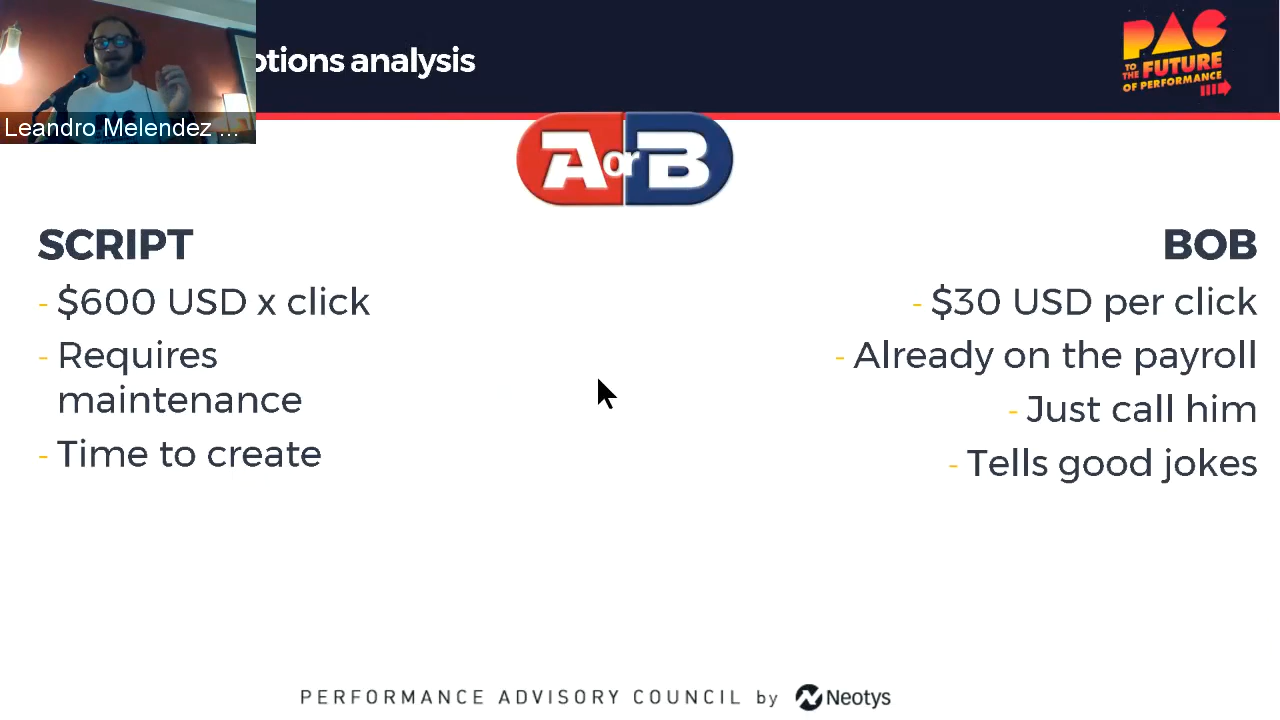 Leandro Melendez ...
ptions analysis
PAC
TO THE FUTURE
OF PERFORMANCE
A or B
SCRIPT
- $600 USD x click
- Requires
maintenance
- Time to create
BOB
- $30 USD per click
- Already on the payroll
- Just call him
- Tells good jokes
PERFORMANCE ADVISORY COUNCIL by Neotys